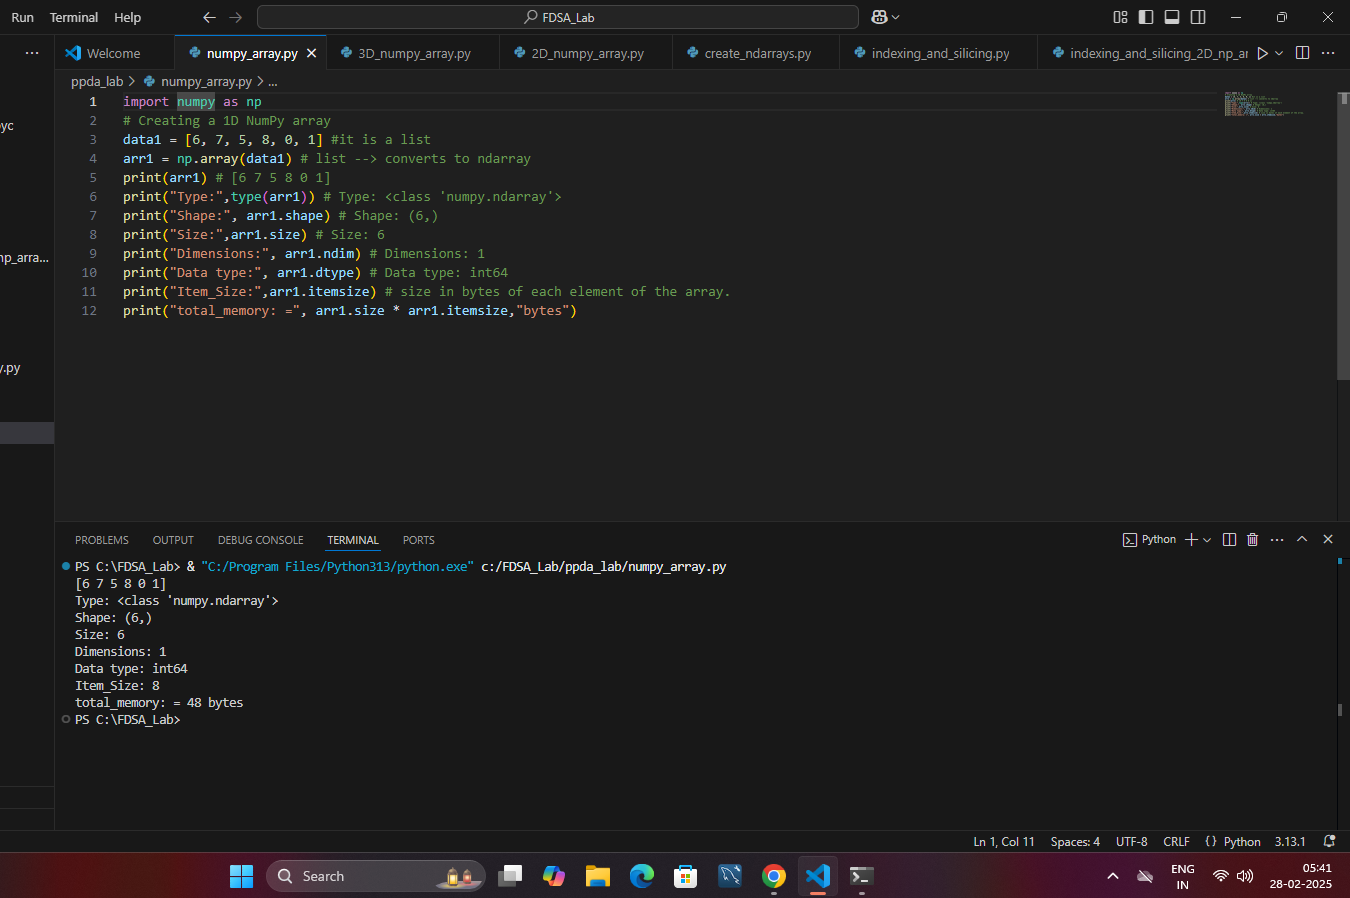 Run Terminal Help
FDSA_Lab
Welcome
numpy_array.py
3D_numpy_array.py
2D_numpy_array.py
create_ndarrays.py
indexing_and_silicing.py
indexing_and_silicing_2D_np_ar
ppda_lab > numpy_array.py > ...
yc
np_arra...
y.py
1 import numpy as np
2 # Creating a 1D NumPy array
3 data1 = [6, 7, 5, 8, 0, 1] #it is a list
4 arr1 = np.array(data1) # list --> converts to ndarray
5 print(arr1) # [6 7 5 8 0 1]
6 print("Type:",type(arr1)) # Type: <class 'numpy.ndarray'>
7 print("Shape:", arr1.shape) # Shape: (6,)
8 print("Size:",arr1.size) # Size: 6
9 print("Dimensions:", arr1.ndim) # Dimensions: 1
10 print("Data type:", arr1.dtype) # Data type: int64
11 print("Item_Size:",arr1.itemsize) # size in bytes of each element of the array.
12 print("total_memory: =", arr1.size * arr1.itemsize,"bytes")
PROBLEMS OUTPUT DEBUG CONSOLE TERMINAL PORTS
Python
PS C:\FDSA_Lab> & "C:/Program Files/Python313/python.exe" c:/FDSA_Lab/ppda_lab/numpy_array.py
[6 7 5 8 0 1]
Type: <class 'numpy.ndarray'>
Shape: (6,)
Size: 6
Dimensions: 1
Data type: int64
Item_Size: 8
total_memory: = 48 bytes
PS C:\FDSA_Lab>
Ln 1, Col 11 Spaces: 4 UTF-8 CRLF {} Python 3.13.1
Search
ENG
IN
05:41
28-02-2025